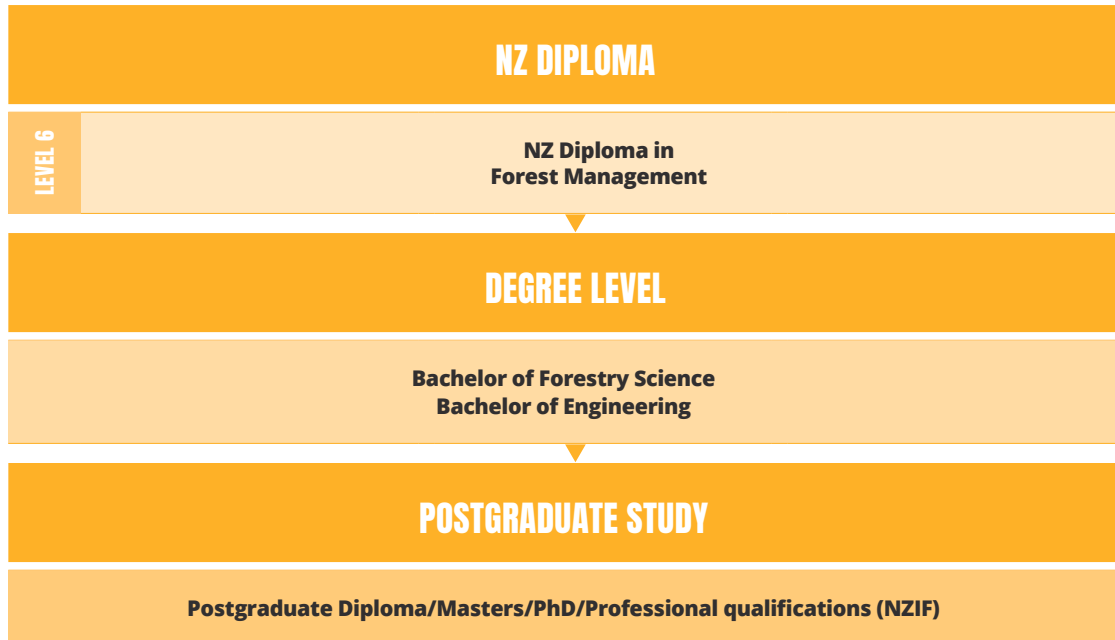 NZ DIPLOMA
LEVEL 6
NZ Diploma in
Forest Management
DEGREE LEVEL
Bachelor of Forestry Science
Bachelor of Engineering
POSTGRADUATE STUDY
Postgraduate Diploma/Masters/PhD/Professional qualifications (NZIF)